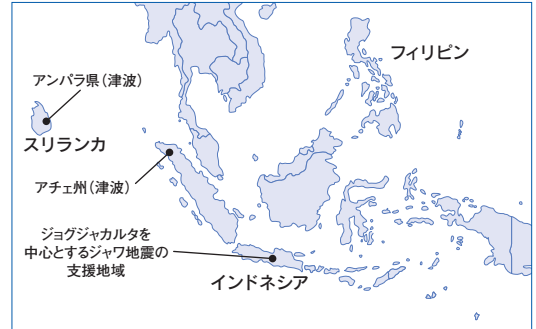 フィリピン
アンパラ県（津波）
スリランカ
アチェ州（津波）
ジョグジャカルタを
中心とするジャワ地震の
支援地域
インドネシア